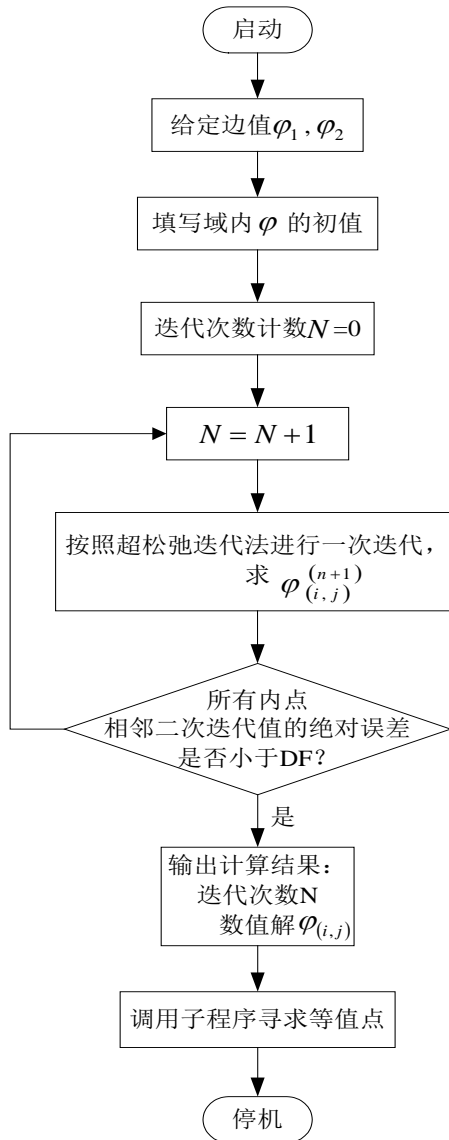 启动
给定边值φ₁,φ₂
填写域内 φ 的初值
迭代次数计数N=0
N = N + 1
按照超松弛迭代法进行一次迭代，
求 φ₍ᵢ,ⱼ₎⁽ⁿ⁺¹⁾
所有内点
相邻二次迭代值的绝对误差
是否小于DF？
是
输出计算结果：
迭代次数N
数值解φ₍ᵢ,ⱼ₎
调用子程序寻求等值点
停机